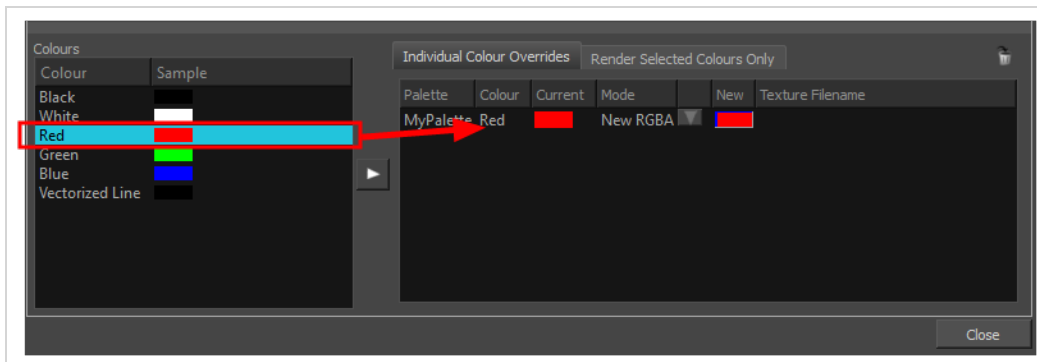 Colours
Colour Sample
Black
White
Red
Green
Blue
Vectorized Line
Individual Colour Overrides Render Selected Colours Only
Palette Colour Current Mode New Texture Filename
MyPalette Red New RGBA
Close